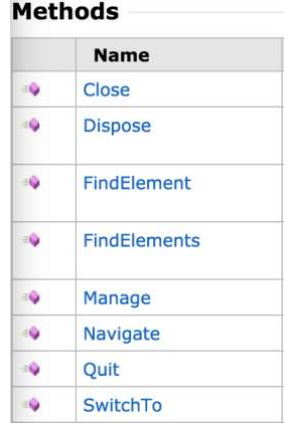 Methods
Name
Close
Dispose
FindElement
FindElements
Manage
Navigate
Quit
SwitchTo